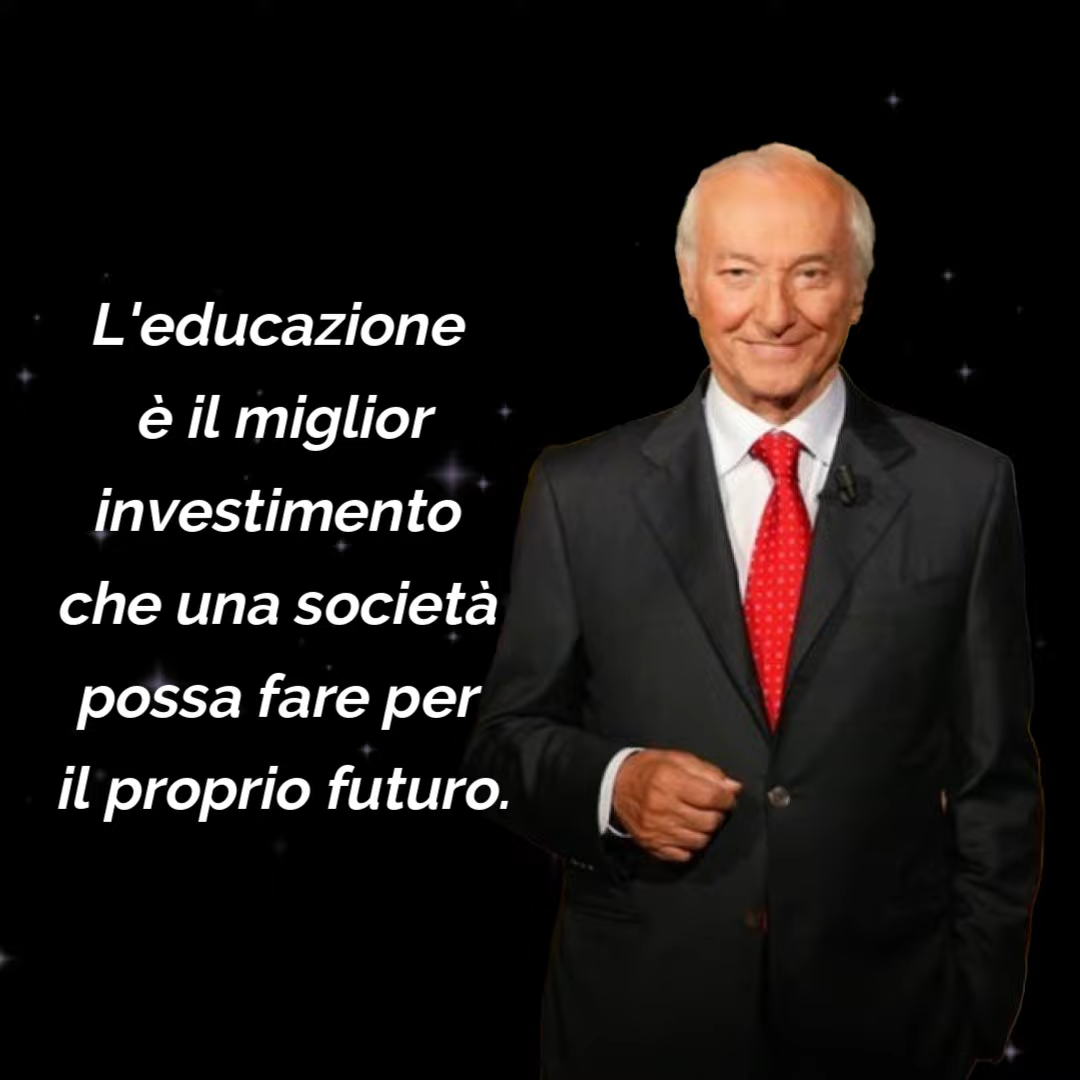 L'educazione
è il miglior
investimento
che una società
possa fare per
il proprio futuro.